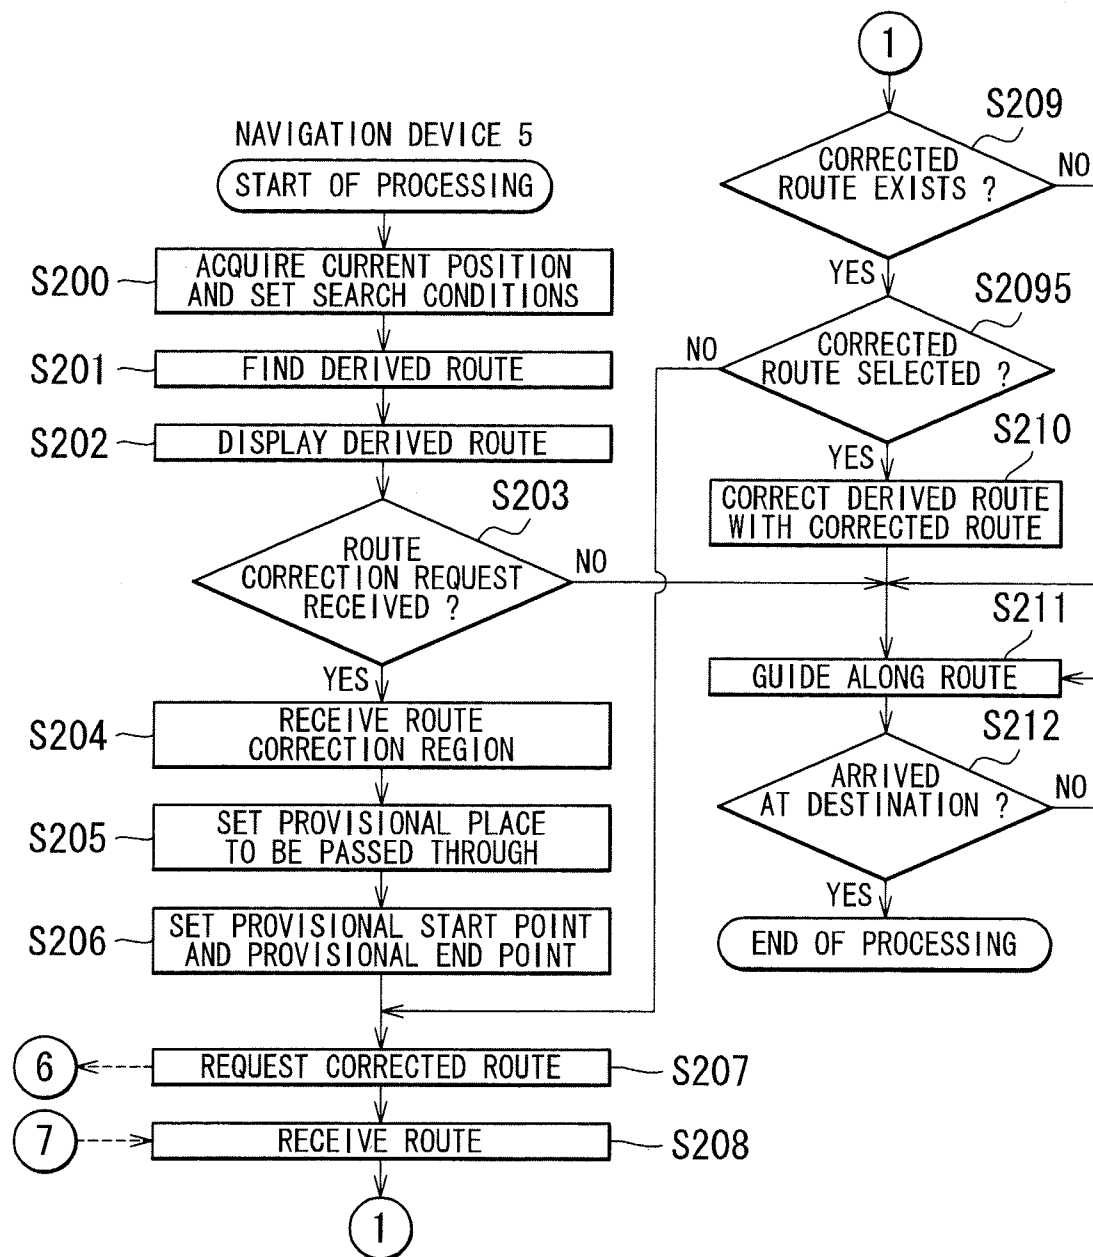 NAVIGATION DEVICE 5
START OF PROCESSING
S200
ACQUIRE CURRENT POSITION
AND SET SEARCH CONDITIONS
S201
FIND DERIVED ROUTE
S202
DISPLAY DERIVED ROUTE
S203
ROUTE
CORRECTION REQUEST
RECEIVED ?
NO
YES
S204
RECEIVE ROUTE
CORRECTION REGION
S205
SET PROVISIONAL PLACE
TO BE PASSED THROUGH
S206
SET PROVISIONAL START POINT
AND PROVISIONAL END POINT
6
REQUEST CORRECTED ROUTE
S207
7
RECEIVE ROUTE
S208
1
1
S209
CORRECTED
ROUTE EXISTS ?
NO
YES
S2095
NO
CORRECTED
ROUTE SELECTED ?
YES
S210
CORRECT DERIVED ROUTE
WITH CORRECTED ROUTE
S211
GUIDE ALONG ROUTE
S212
ARRIVED
AT DESTINATION ?
NO
YES
END OF PROCESSING